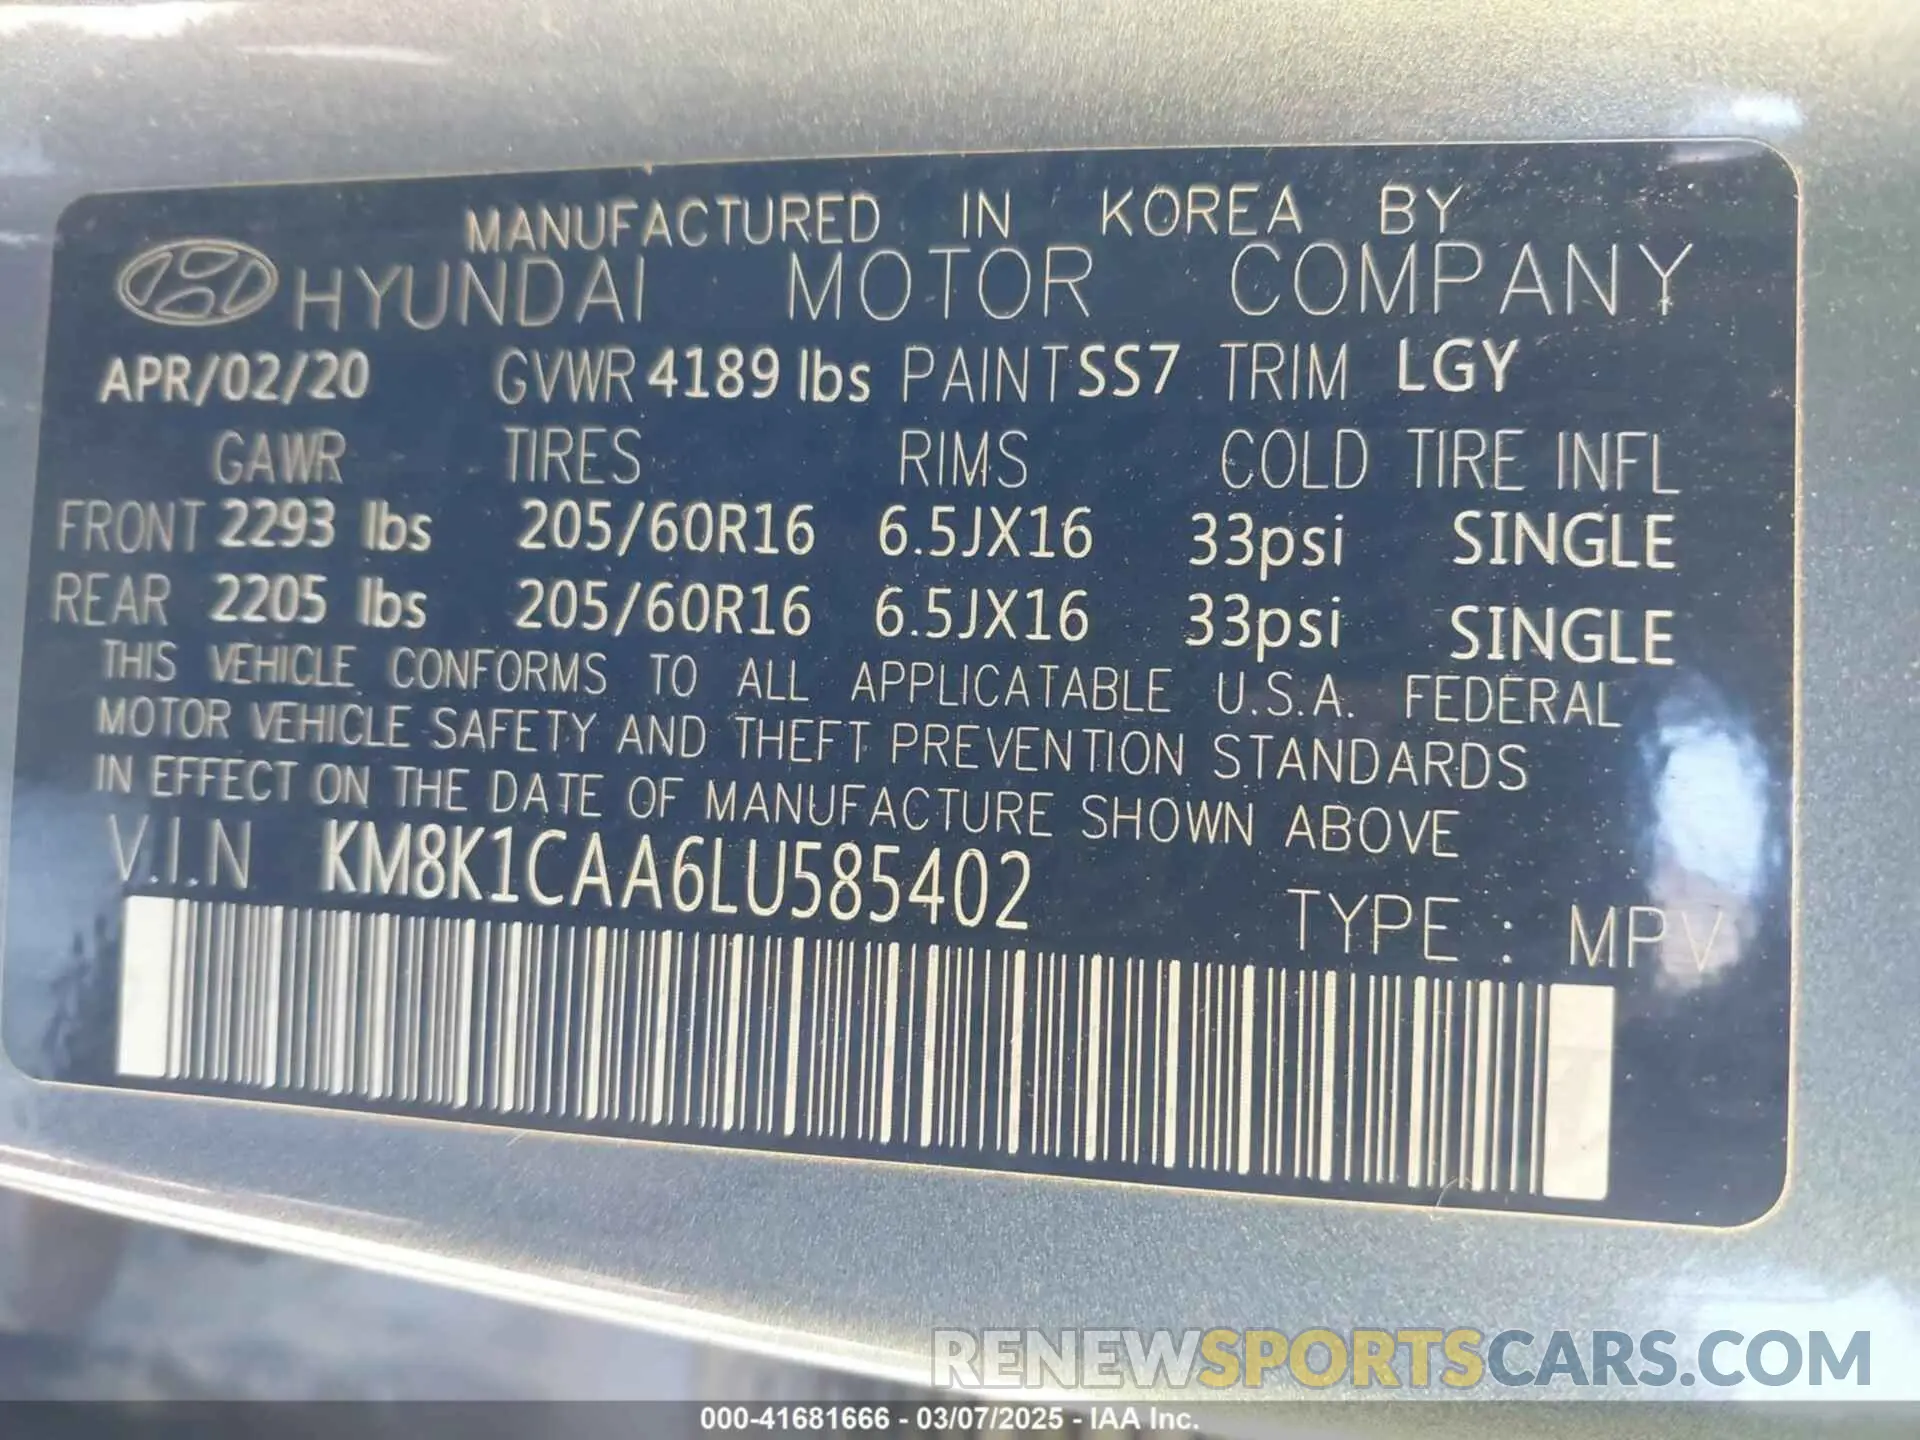 MANUFACTURED IN KOREA BY
HYUNDAI MOTOR COMPANY
APR/02/20 GVWR 4189 lbs PAINT SS7 TRIM LGY
GAWR TIRES RIMS COLD TIRE INFL
FRONT 2293 lbs 205/60R16 6.5JX16 33psi SINGLE
REAR 2205 lbs 205/60R16 6.5JX16 33psi SINGLE
THIS VEHICLE CONFORMS TO ALL APPLICATABLE U.S.A. FEDERAL
MOTOR VEHICLE SAFETY AND THEFT PREVENTION STANDARDS
IN EFFECT ON THE DATE OF MANUFACTURE SHOWN ABOVE
V.I.N KM8K1CAA6LU585402
TYPE : MPV
RENEWSPORTSCARS.COM
000-41681666 - 03/07/2025 - IAA Inc.